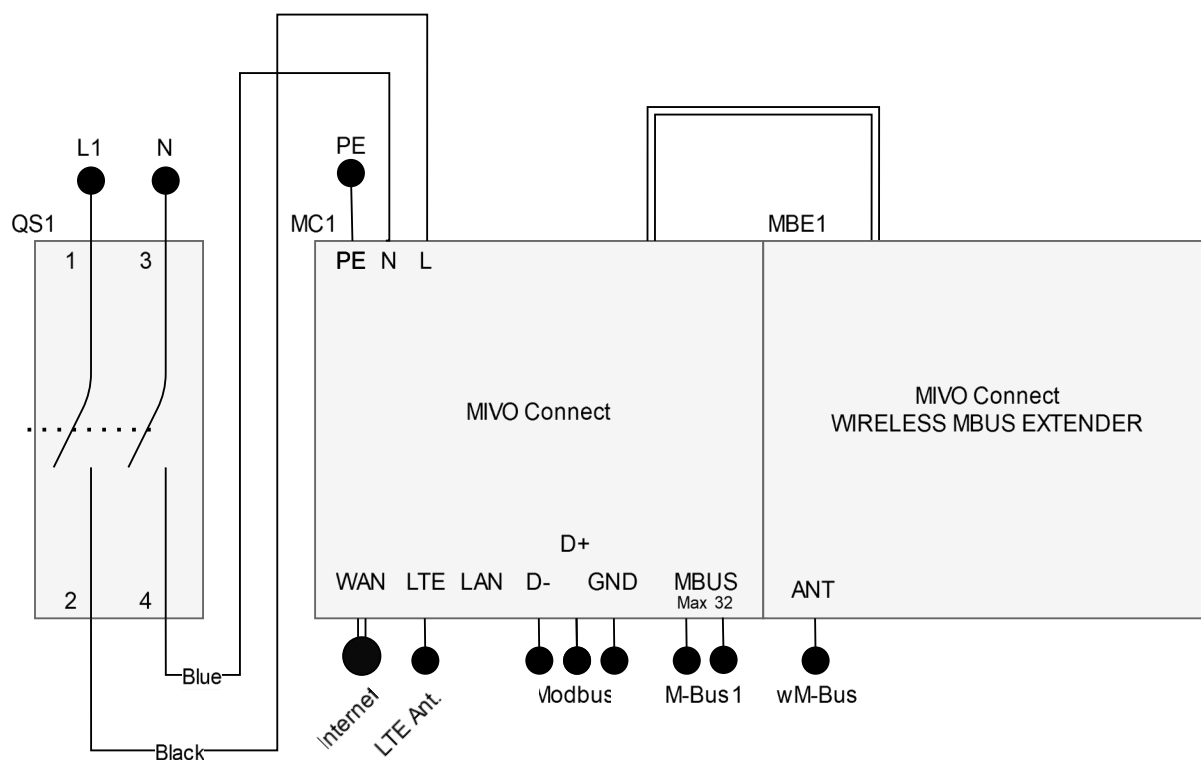 L1 N PE
QS1 MC1 MBE1
1 3 PE N L
MIVO Connect
MIVO Connect
WIRELESS MBUS EXTENDER
D+
WAN LTE LAN D- GND MBUS
Max 32
ANT
2 4
Internet
LTE Ant.
Modbus
M-Bus 1
wM-Bus
Blue
Black